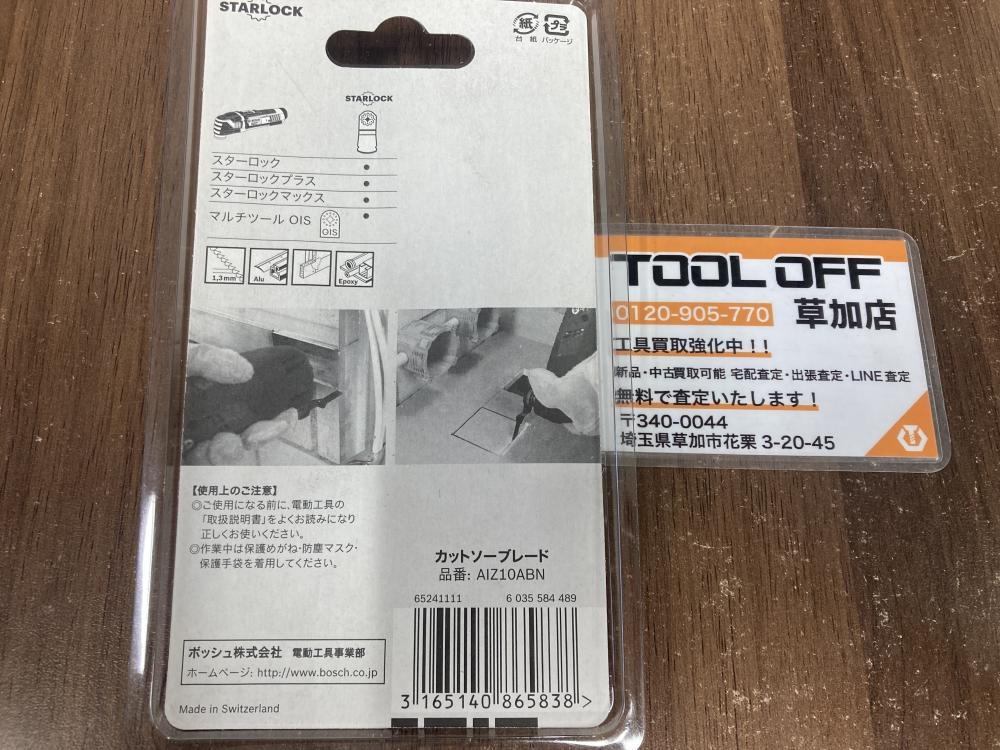 STARLOCK
紙
台紙
プラ
パッケージ
STARLOCK
スターロック
スターロックプラス
スターロックマックス
マルチツール OIS
OIS
1,3mm
Alu
Epoxy
TOOL OFF
0120-905-770
草加店
工具買取強化中!!
新品・中古買取可能 宅配査定・出張査定・LINE査定
無料で査定いたします!
〒340-0044
埼玉県草加市花栗 3-20-45
【使用上のご注意】
◎ご使用になる前に、電動工具の
「取扱説明書」をよくお読みになり
正しくお使いください。
◎作業中は保護めがね・防塵マスク・
保護手袋を着用してください。
カットソーブレード
品番: AIZ10ABN
65241111
6 035 584 489
ボッシュ株式会社 電動工具事業部
ホームページ: http://www.bosch.co.jp
3 165140 865838 >
Made in Switzerland